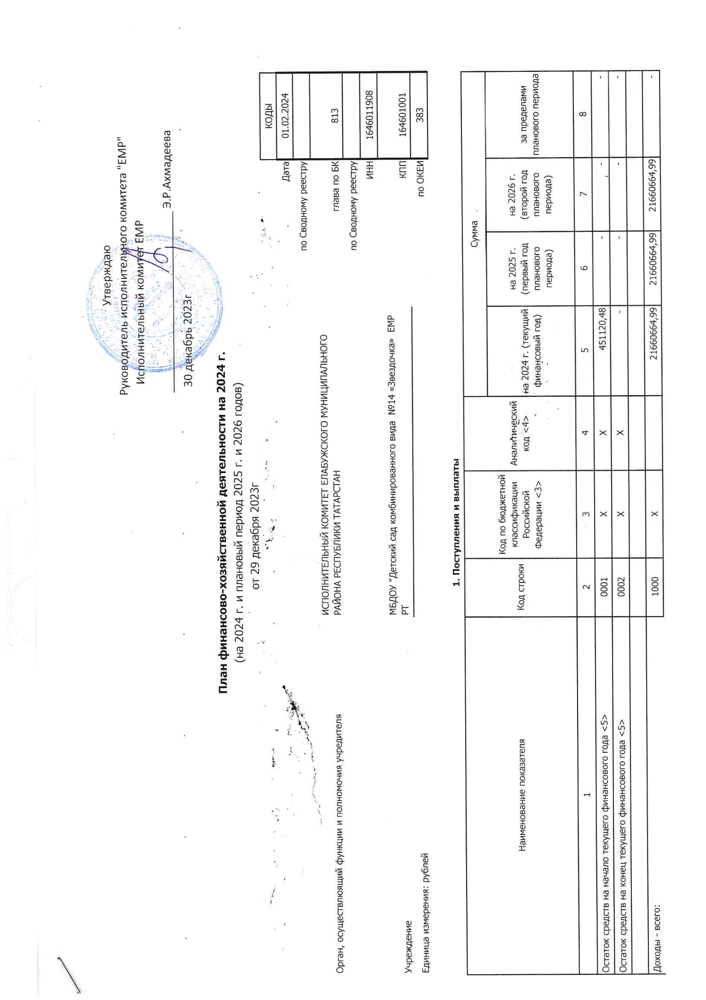 Утверждаю
Руководитель исполнительного комитета "ЕМР"
Исполнительный комитет ЕМР
Э.Р.Ахмадеева
30 декабрь 2023г
План финансово-хозяйственной деятельности на 2024 г.
(на 2024 г. и плановый период 2025 г. и 2026 годов)
от 29 декабря 2023г
КОДЫ
Дата 01.02.2024
по Сводному реестру
Орган, осуществлюящий функции и полномочия учредителя
ИСПОЛНИТЕЛЬНЫЙ КОМИТЕТ ЕЛАБУЖСКОГО МУНИЦИПАЛЬНОГО
РАЙОНА РЕСПУБЛИКИ ТАТАРСТАН
глава по БК 813
по Сводному реестру
ИНН 1646011908
Учреждение
МБДОУ "Детский сад комбинированного вида №14 «Звездочка» ЕМР
РТ
КПП 164601001
Единица измерения: рублей
по ОКЕИ 383
1. Поступления и выплаты
Наименование показателя
Код строки
Код по бюджетной
классификации
Российской
Федерации <3>
Аналитический
код <4>
Сумма
на 2024 г. (текущий
финансовый год)
на 2025 г.
(первый год
планового
периода)
на 2026 г.
(второй год
планового
периода)
за пределами
планового периода
1 2 3 4 5 6 7 8
Остаток средств на начало текущего финансового года <5> 0001 X X 451120,48 - - -
Остаток средств на конец текущего финансового года <5> 0002 X X - - - -
Доходы - всего: 1000 X 21660664,99 21660664,99 21660664,99 -